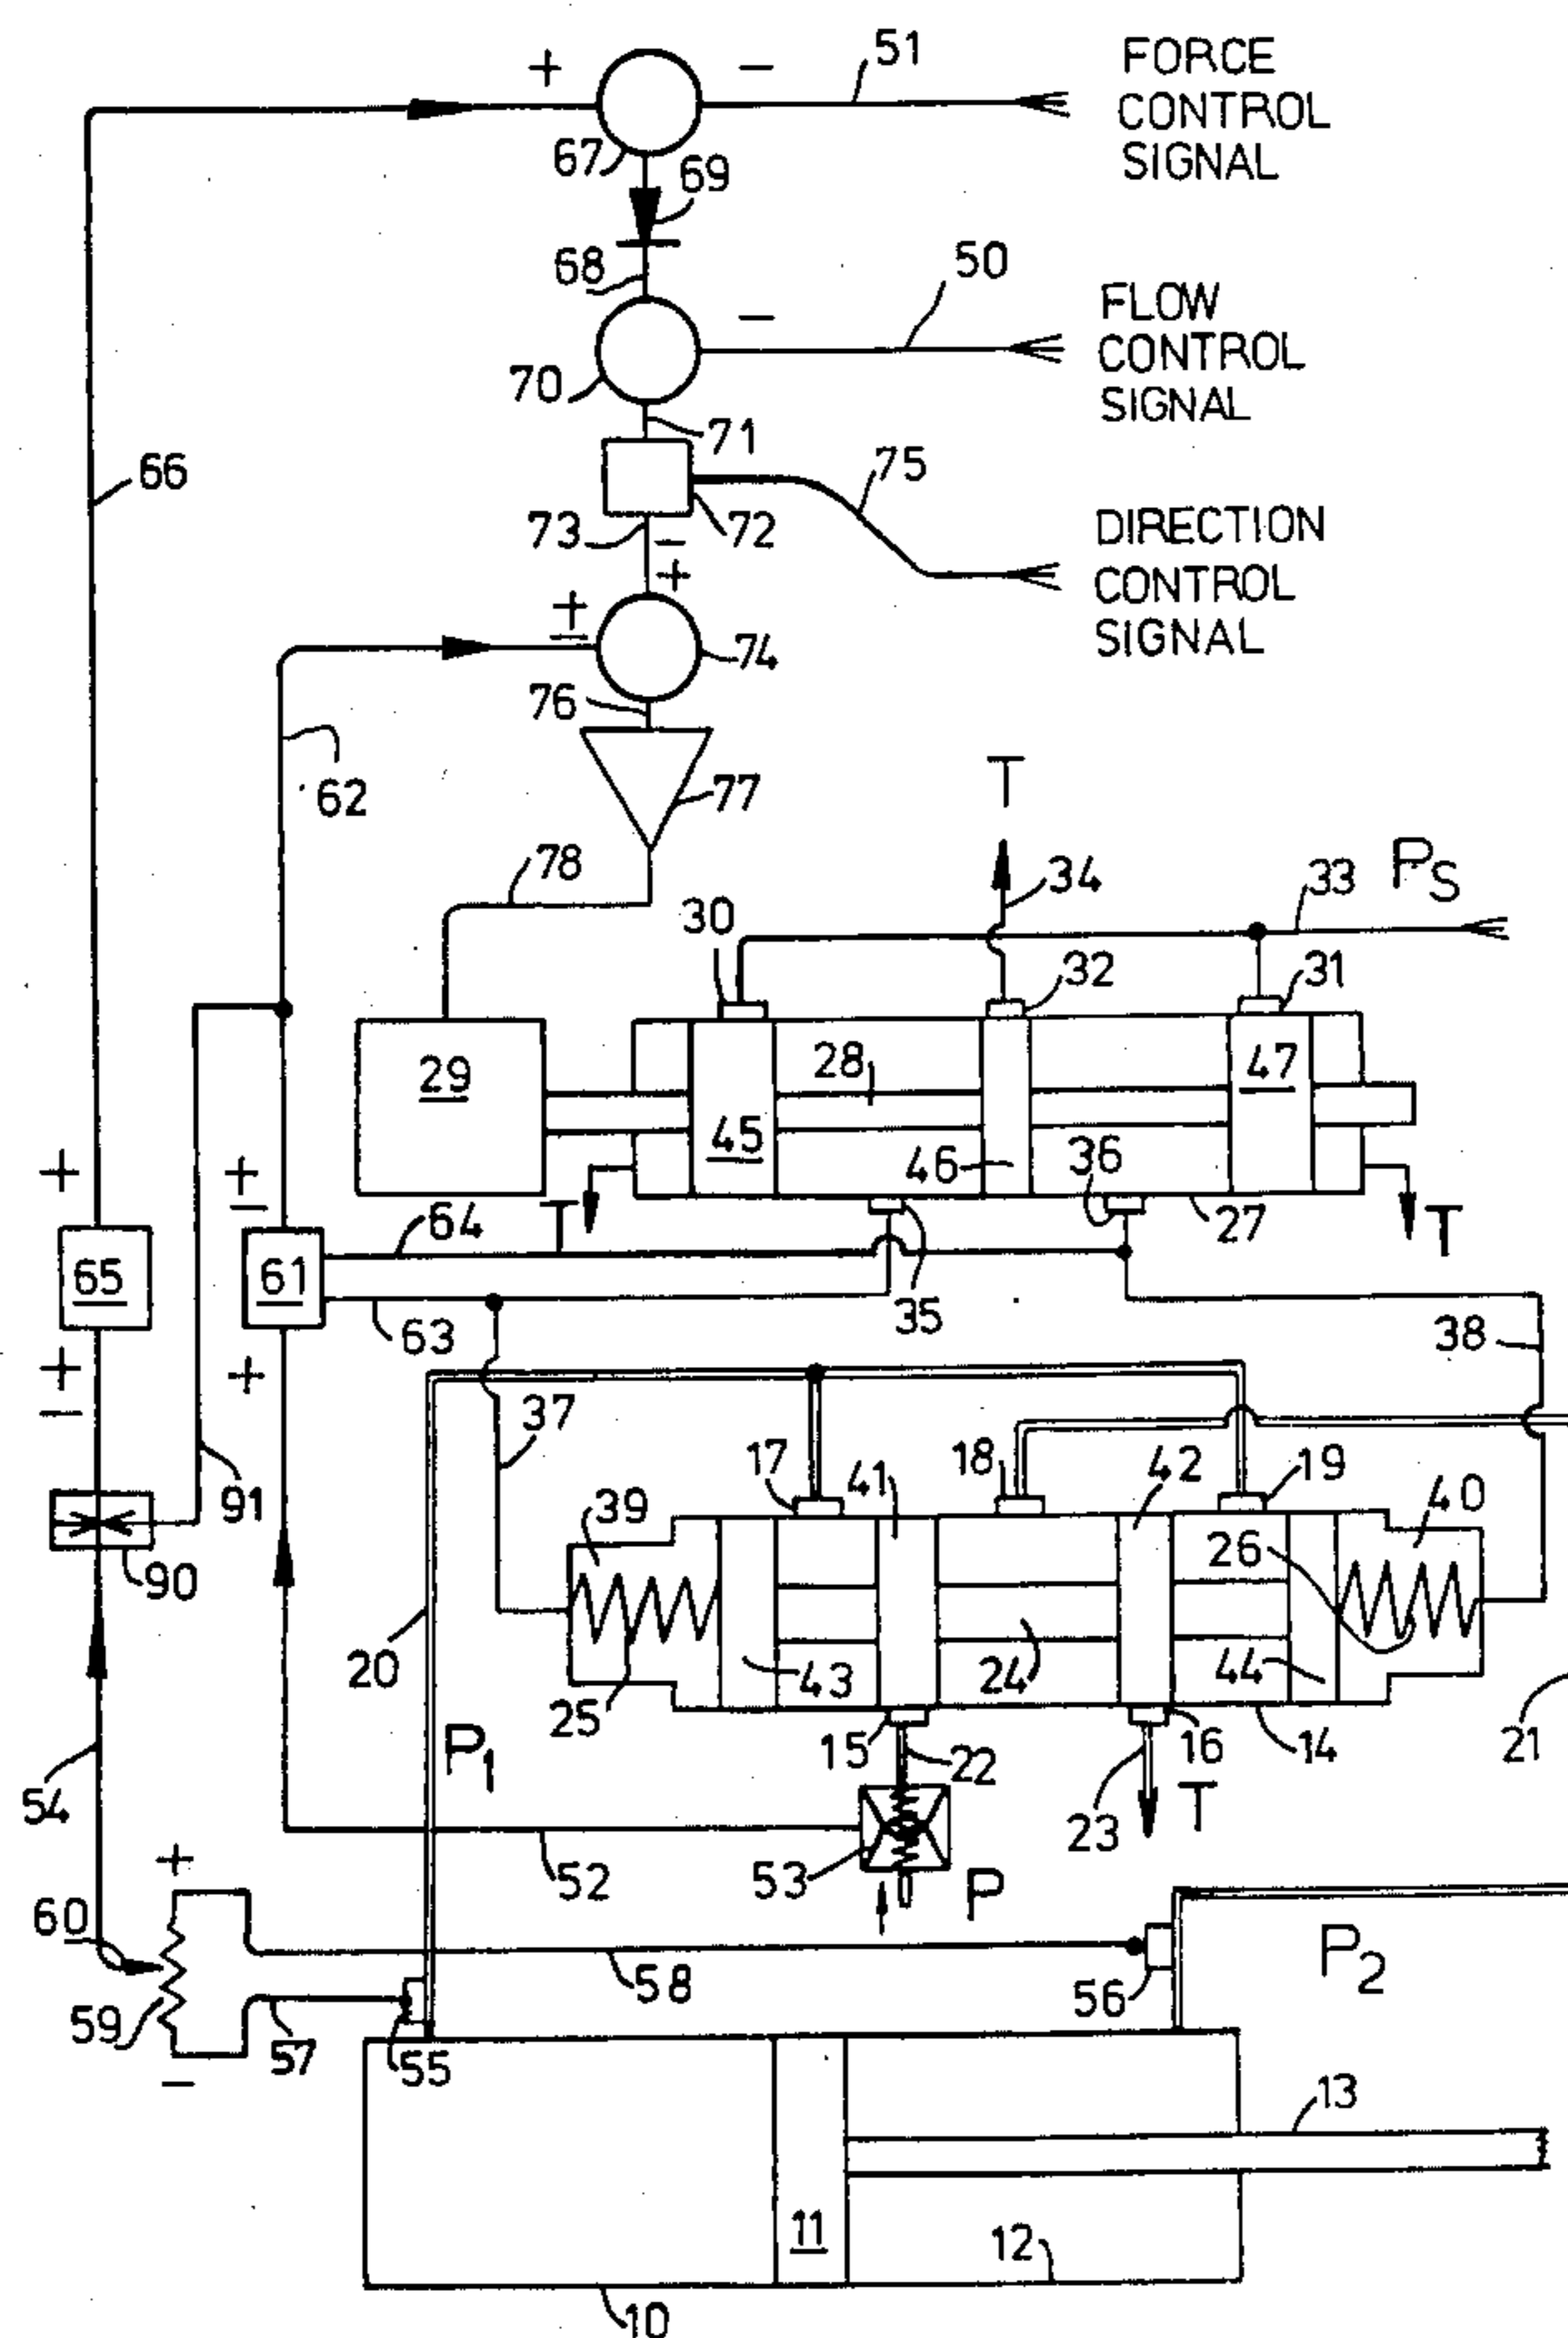 + − 51 FORCE
CONTROL
SIGNAL
67 69
68 50
− FLOW
CONTROL
SIGNAL
70
71
66 75
73 − 72 DIRECTION
CONTROL
SIGNAL
+
± 74
76
62 77 T
78 34 33 PS
30 32 31
29 28 47
45 46 36
+ ± 64 T 27 T
65 61 35
63 38
+ − + 37
91 17 41 18 42 19 40
39 26
90
20 43 24 44
25 15 22 16 14 21
P1 T
54 23
+ 52 53 P
60 58 P2
56
59 57 55
− 13
11 12
10